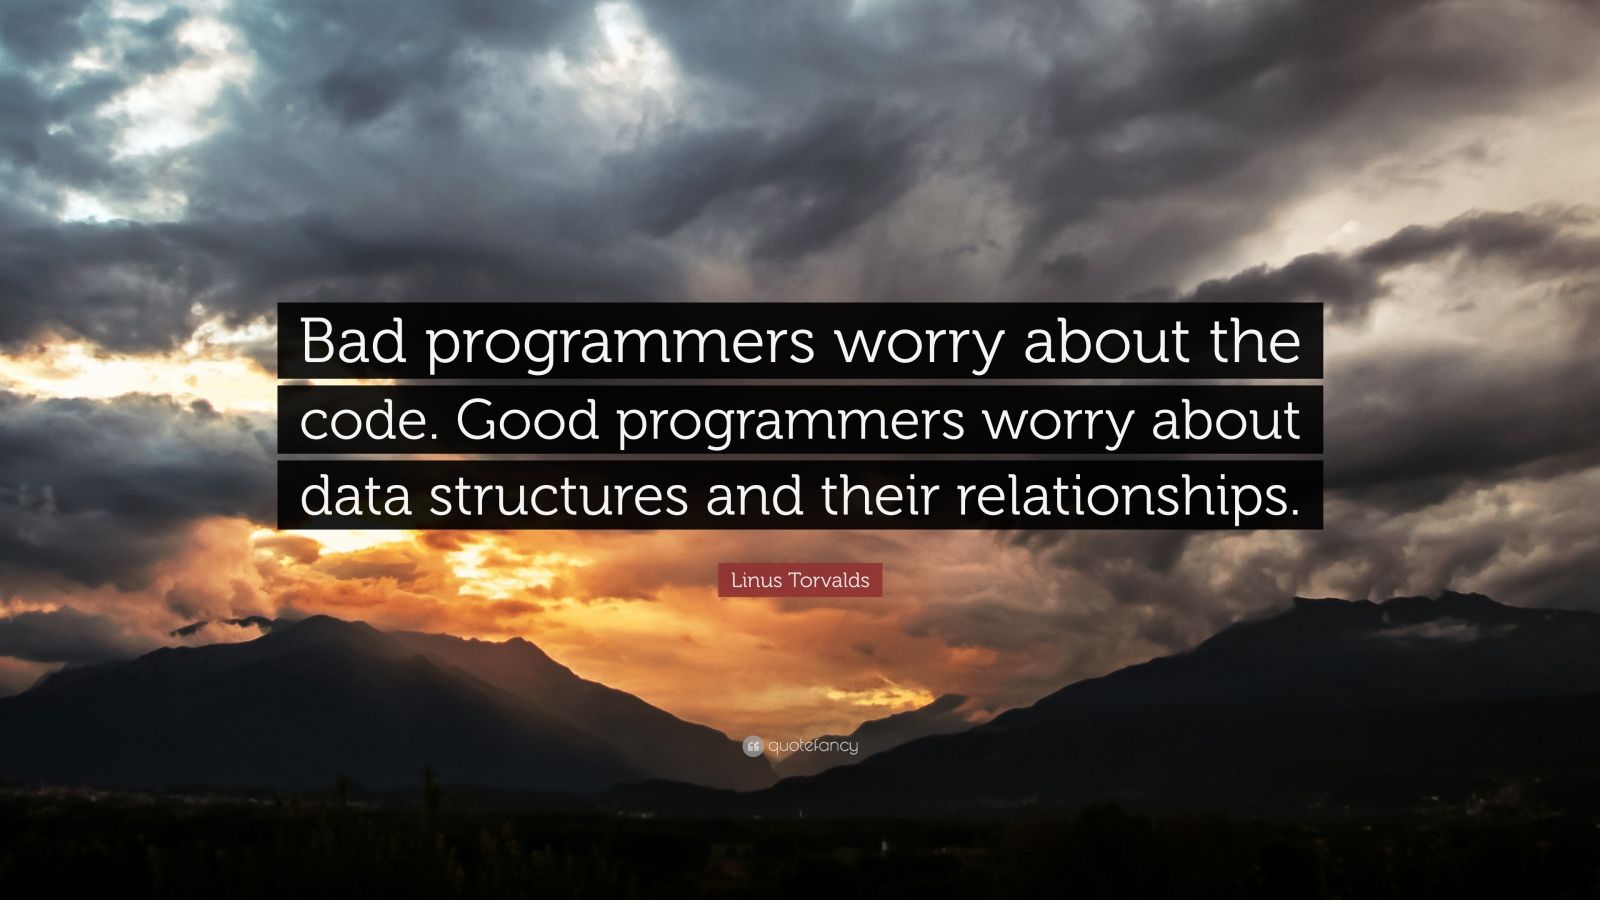 Bad programmers worry about the
code. Good programmers worry about
data structures and their relationships.
Linus Torvalds
quotefancy